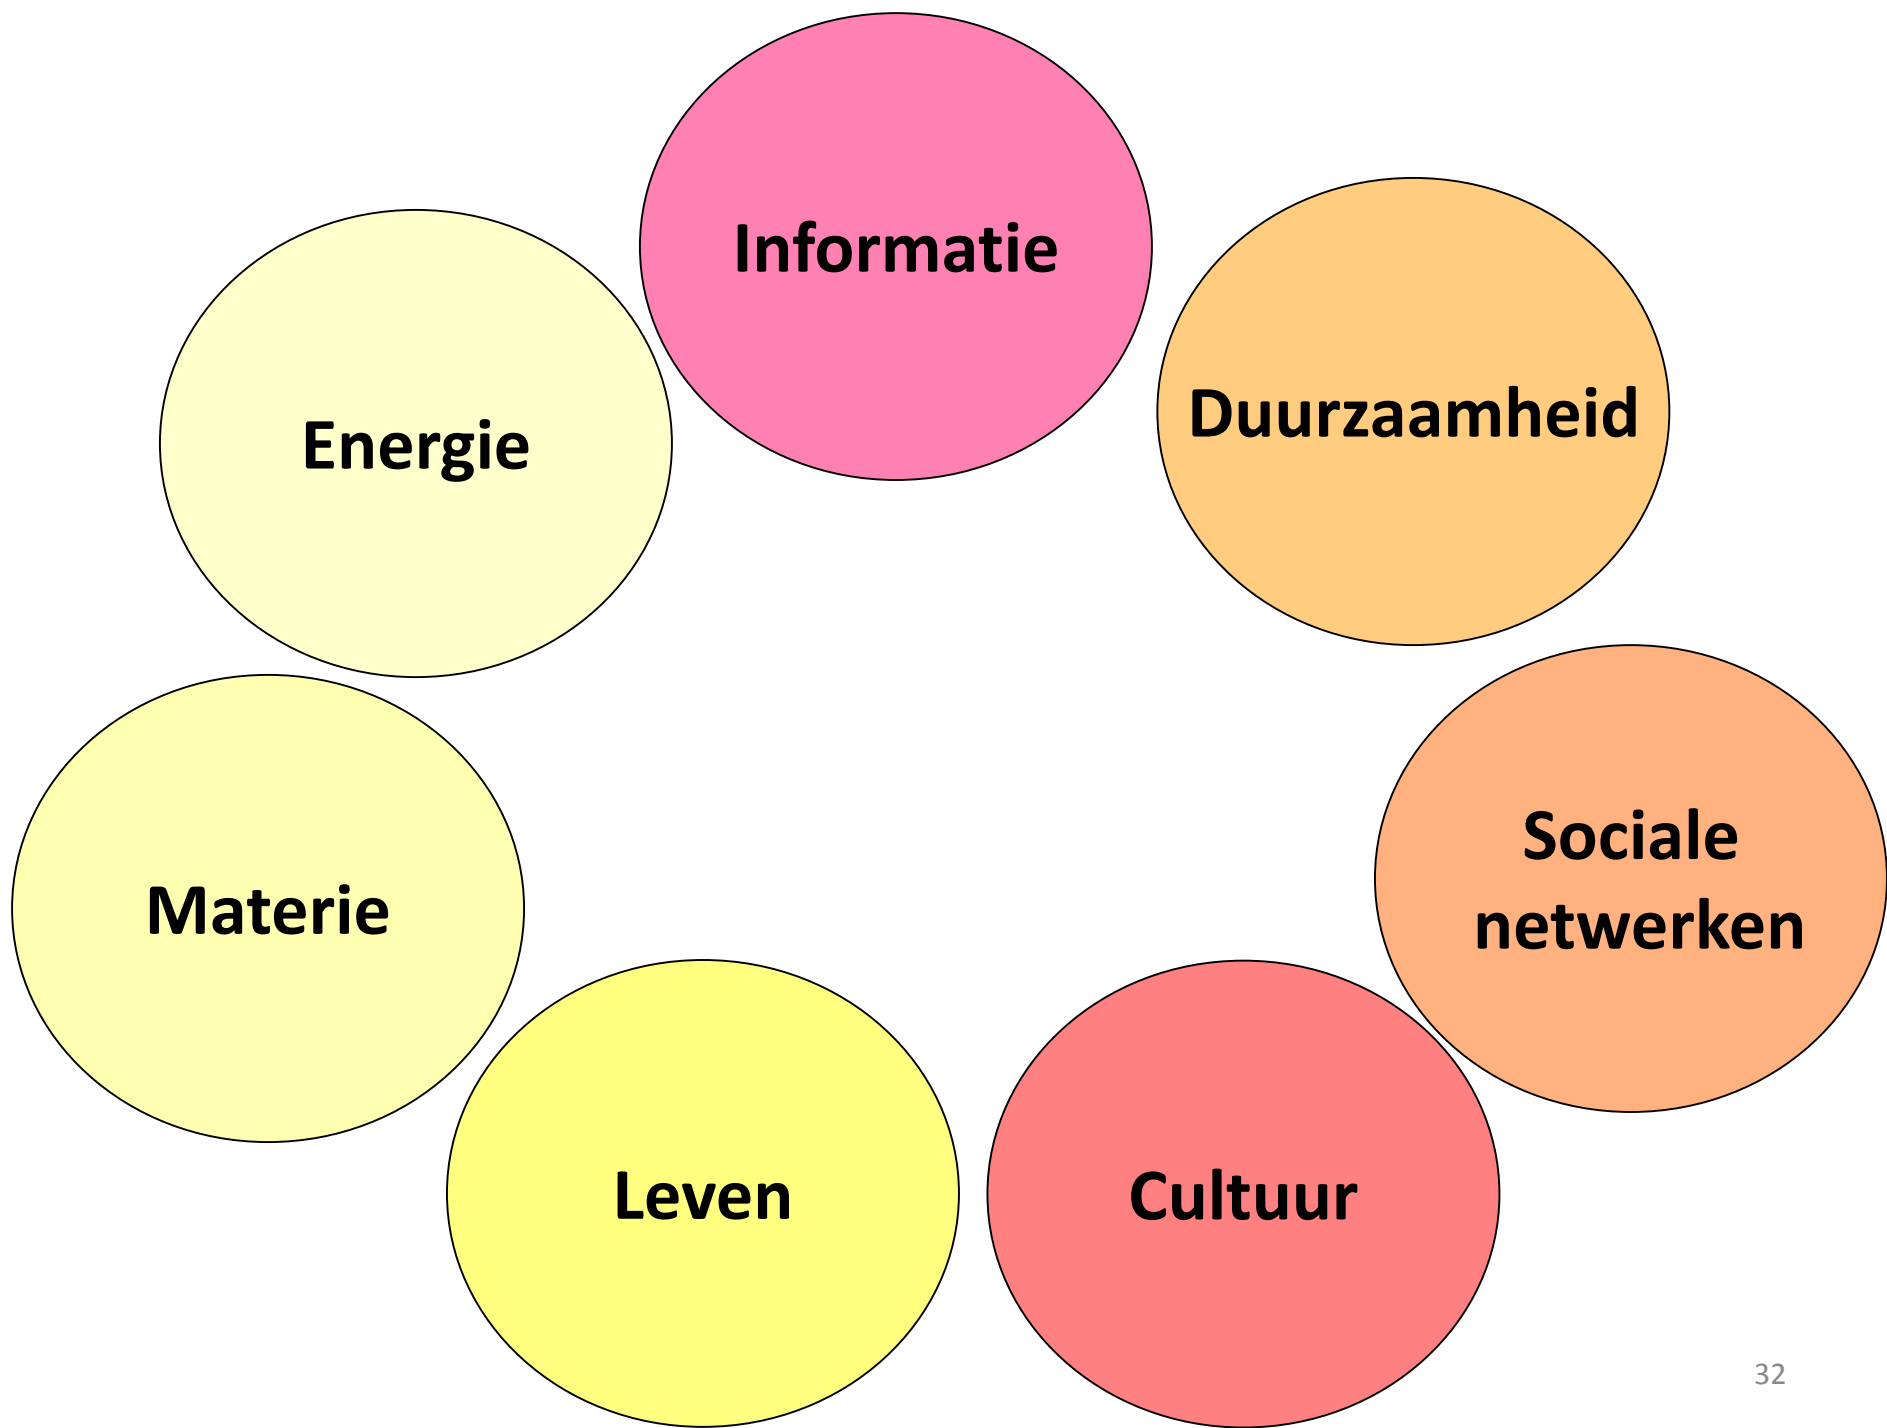 Informatie
Duurzaamheid
Energie
Sociale
netwerken
Materie
Leven
Cultuur
32